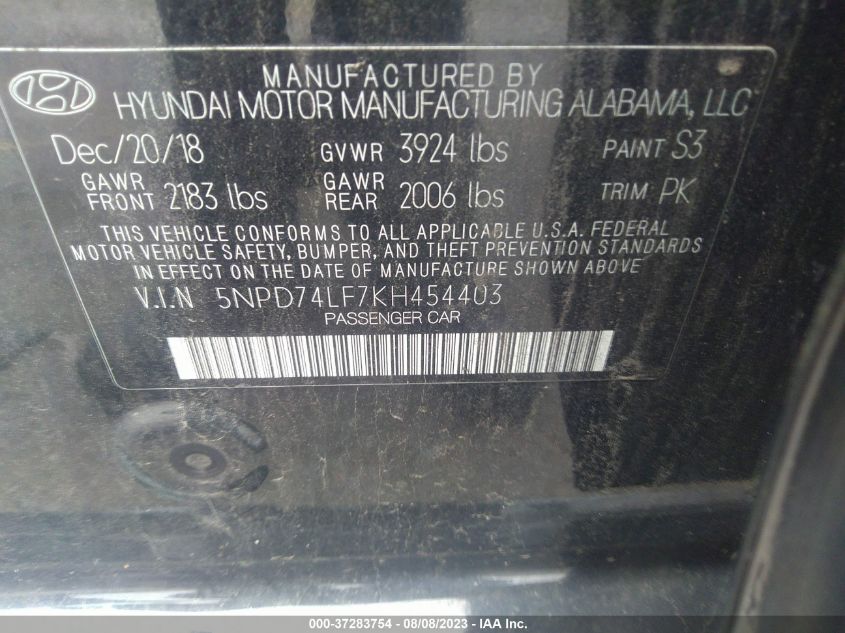 MANUFACTURED BY
HYUNDAI MOTOR MANUFACTURING ALABAMA, LLC
Dec/20/18 GVWR 3924 lbs PAINT S3
GAWR FRONT 2183 lbs GAWR REAR 2006 lbs TRIM PK
THIS VEHICLE CONFORMS TO ALL APPLICABLE U.S.A. FEDERAL
MOTOR VEHICLE SAFETY, BUMPER, AND THEFT PREVENTION STANDARDS
IN EFFECT ON THE DATE OF MANUFACTURE SHOWN ABOVE
V.I.N 5NPD74LF7KH454403
PASSENGER CAR
000-37283754 - 08/08/2023 - IAA Inc.